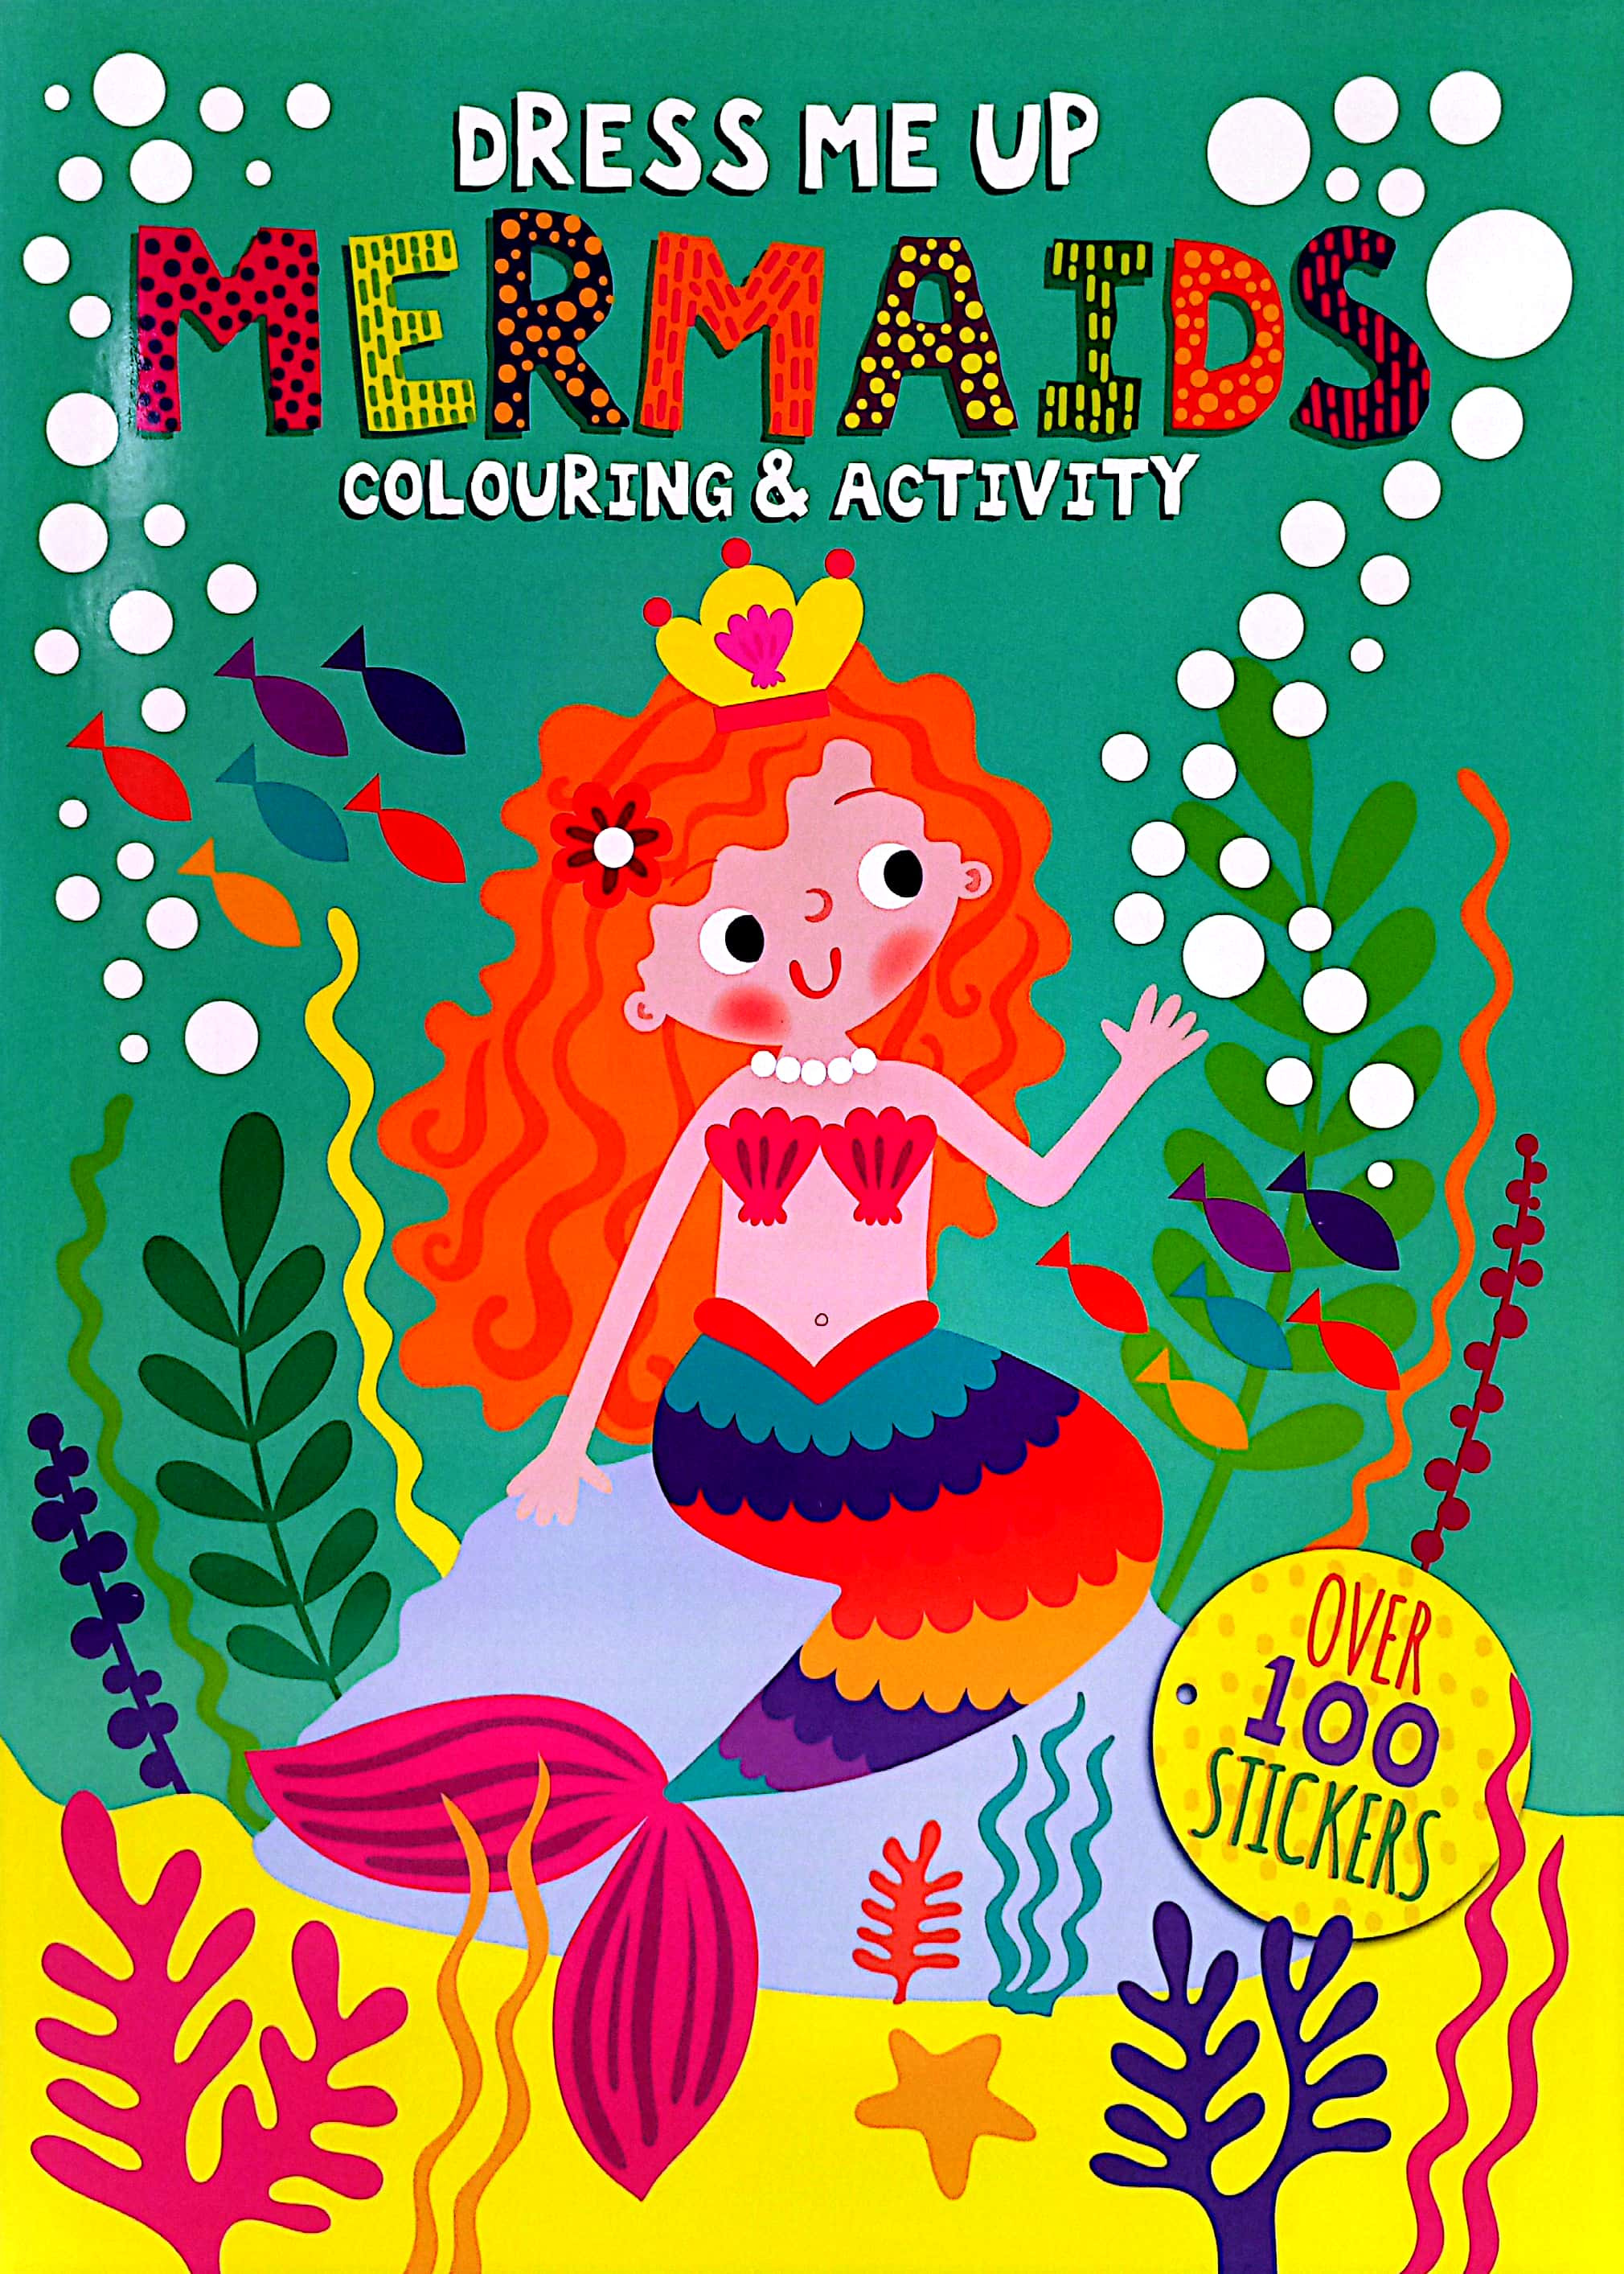 DRESS ME UP
MERMAIDS
COLOURING & ACTIVITY
OVER
100
STICKERS